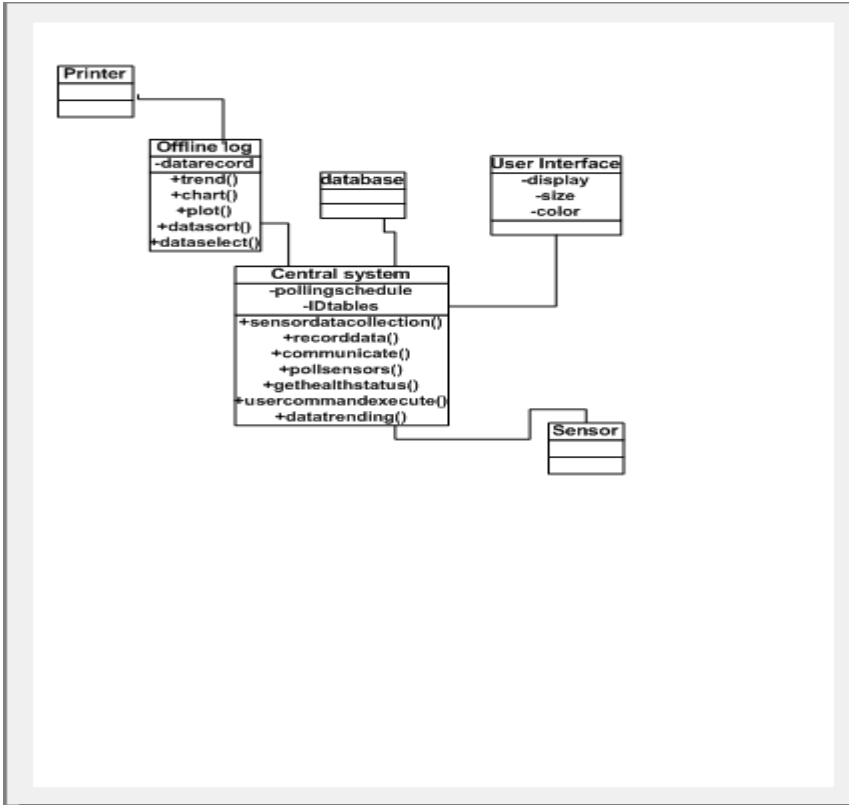 Printer
Offline log
-datarecord
+trend()
+chart()
+plot()
+datasort()
+dataselect()
database
User Interface
-display
-size
-color
Central system
-pollingschedule
-IDtables
+sensordatacollection()
+recorddata()
+communicate()
+pollsensors()
+gethealthstatus()
+usercommandexecute()
+datatrending()
Sensor